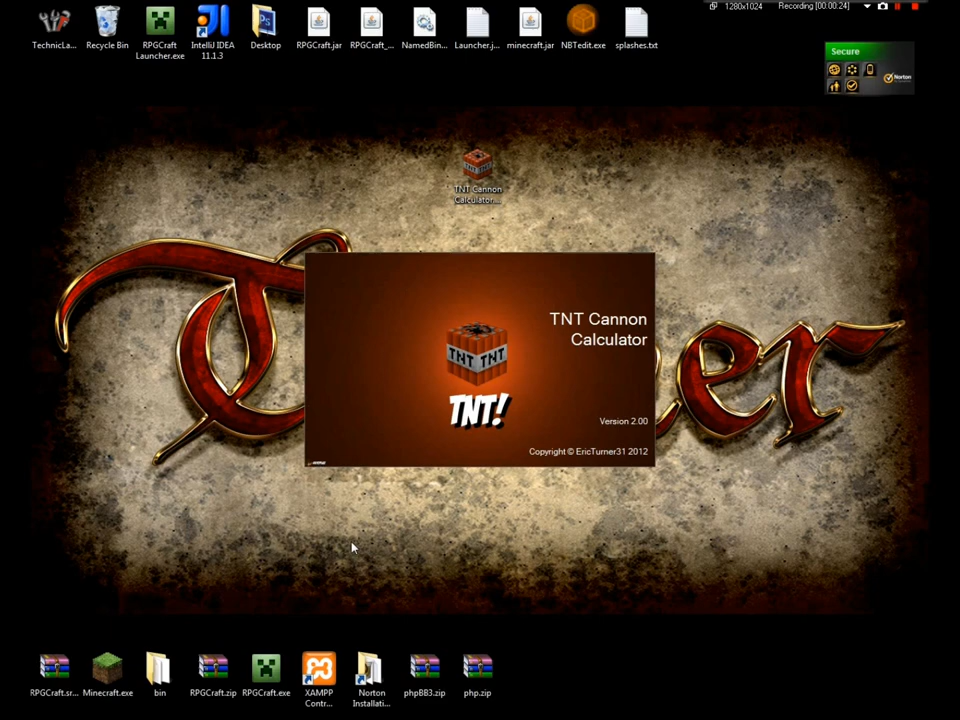 1280x1024
Recording [00:00:24]
TechnicLa...
Recycle Bin
RPGCraft
Launcher.exe
IntelliJ IDEA
11.1.3
Desktop
RPGCraft.jar
RPGCraft_...
NamedBin...
Launcher.j...
minecraft.jar
NBTedit.exe
splashes.txt
Secure
Norton
TNT Cannon
Calculator....
TNT Cannon
Calculator
TNT TNT
TNT!
Version 2.00
Copyright © EricTurner31 2012
RPGCraft.sr...
Minecraft.exe
bin
RPGCraft.zip
RPGCraft.exe
XAMPP
Contr...
Norton
Installati...
phpBB3.zip
php.zip